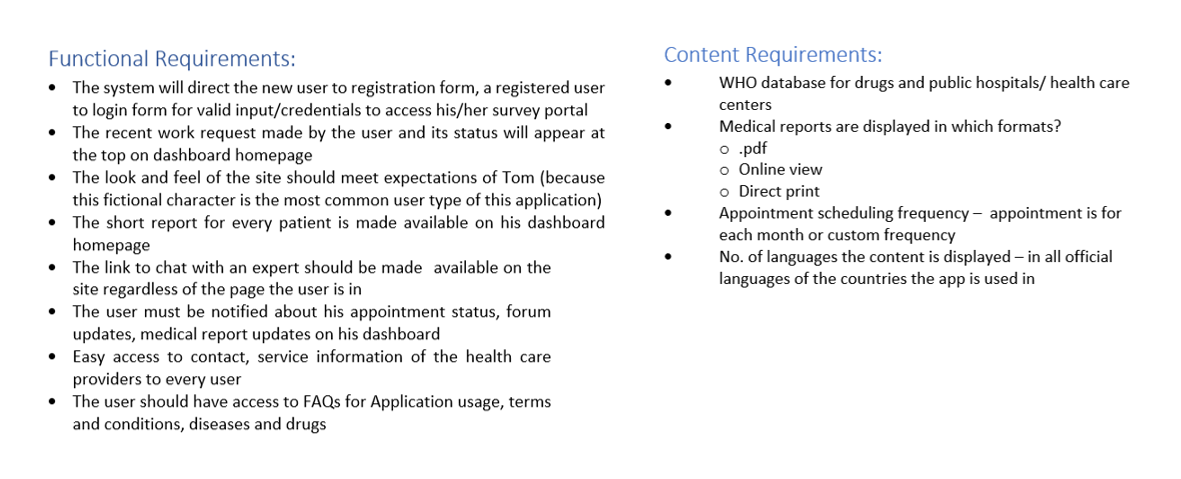 Functional Requirements:
• The system will direct the new user to registration form, a registered user
to login form for valid input/credentials to access his/her survey portal
• The recent work request made by the user and its status will appear at
the top on dashboard homepage
• The look and feel of the site should meet expectations of Tom (because
this fictional character is the most common user type of this application)
• The short report for every patient is made available on his dashboard
homepage
• The link to chat with an expert should be made available on the
site regardless of the page the user is in
• The user must be notified about his appointment status, forum
updates, medical report updates on his dashboard
• Easy access to contact, service information of the health care
providers to every user
• The user should have access to FAQs for Application usage, terms
and conditions, diseases and drugs
Content Requirements:
• WHO database for drugs and public hospitals/ health care
centers
• Medical reports are displayed in which formats?
o .pdf
o Online view
o Direct print
• Appointment scheduling frequency – appointment is for
each month or custom frequency
• No. of languages the content is displayed – in all official
languages of the countries the app is used in